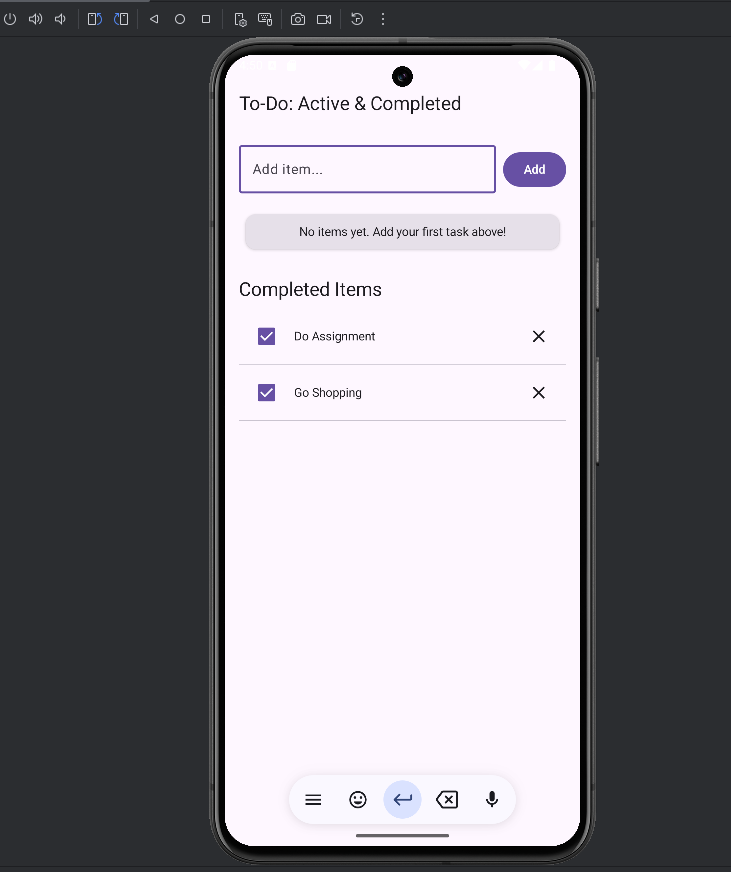 To-Do: Active & Completed
Add item...
Add
No items yet. Add your first task above!
Completed Items
Do Assignment
Go Shopping